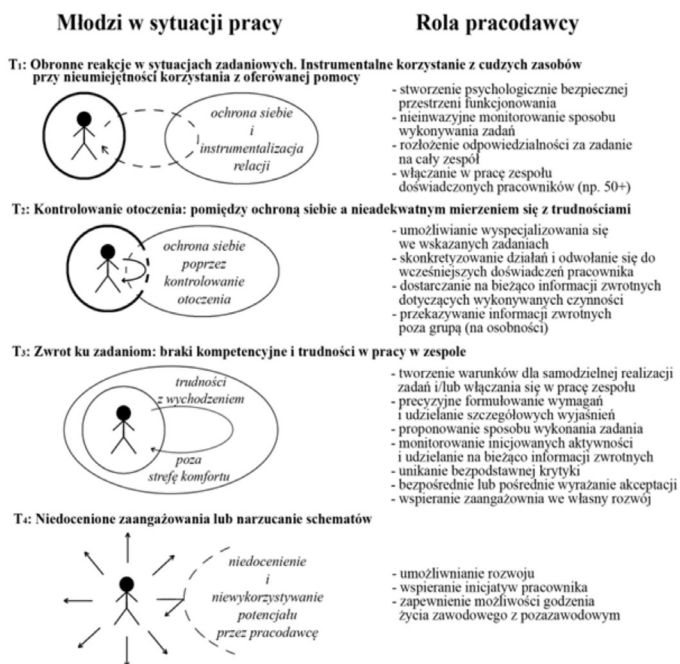 Młodzi w sytuacji pracy
Rola pracodawcy
T1: Obronne reakcje w sytuacjach zadaniowych. Instrumentalne korzystanie z cudzych zasobów
przy nieumiejętności korzystania z oferowanej pomocy
ochrona siebie
i
instrumentalizacja
relacji
- stworzenie psychologicznie bezpiecznej
przestrzeni funkcjonowania
- nieinwazyjne monitorowanie sposobu
wykonywania zadań
- rozłożenie odpowiedzialności za zadanie
na cały zespół
- włączanie w pracę zespołu
doświadczonych pracowników (np. 50+)
T2: Kontrolowanie otoczenia: pomiędzy ochroną siebie a nieadekwatnym mierzeniem się z trudnościami
ochrona siebie
poprzez
kontrolowanie
otoczenia
- umożliwianie wyspecjalizowania się
we wskazanych zadaniach
- skonkretyzowanie działań i odwołanie się do
wcześniejszych doświadczeń pracownika
- dostarczanie na bieżąco informacji zwrotnych
dotyczących wykonywanych czynności
- przekazywanie informacji zwrotnych
poza grupą (na osobności)
T3: Zwrot ku zadaniom: braki kompetencyjne i trudności w pracy w zespole
trudności
z wychodzeniem
poza
strefę komfortu
- tworzenie warunków dla samodzielnej realizacji
zadań i/lub włączania się w pracę zespołu
- precyzyjne formułowanie wymagań
i udzielanie szczegółowych wyjaśnień
- proponowanie sposobu wykonania zadania
- monitorowanie inicjowanych aktywności
i udzielanie na bieżąco informacji zwrotnych
- unikanie bezpodstawnej krytyki
- bezpośrednie lub pośrednie wyrażanie akceptacji
- wspieranie zaangażownia we własny rozwój
T4: Niedocenione zaangażowania lub narzucanie schematów
niedocenienie
i
niewykorzystywanie
potencjału
przez pracodawcę
- umożliwnianie rozwoju
- wspieranie inicjatyw pracownika
- zapewnienie możliwości godzenia
życia zawodowego z pozazawodowym